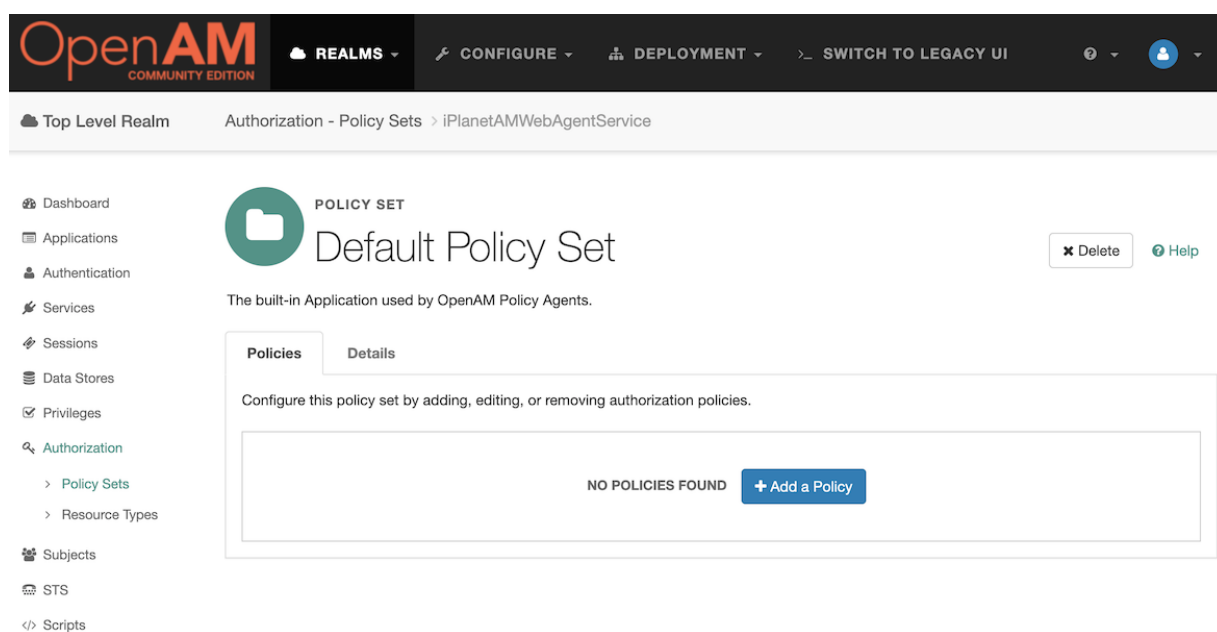 OpenAM
COMMUNITY EDITION
REALMS
CONFIGURE
DEPLOYMENT
>_ SWITCH TO LEGACY UI
Top Level Realm
Authorization - Policy Sets > iPlanetAMWebAgentService
Dashboard
Applications
Authentication
Services
Sessions
Data Stores
Privileges
Authorization
> Policy Sets
> Resource Types
Subjects
STS
</> Scripts
POLICY SET
Default Policy Set
Delete
Help
The built-in Application used by OpenAM Policy Agents.
Policies
Details
Configure this policy set by adding, editing, or removing authorization policies.
NO POLICIES FOUND
+ Add a Policy